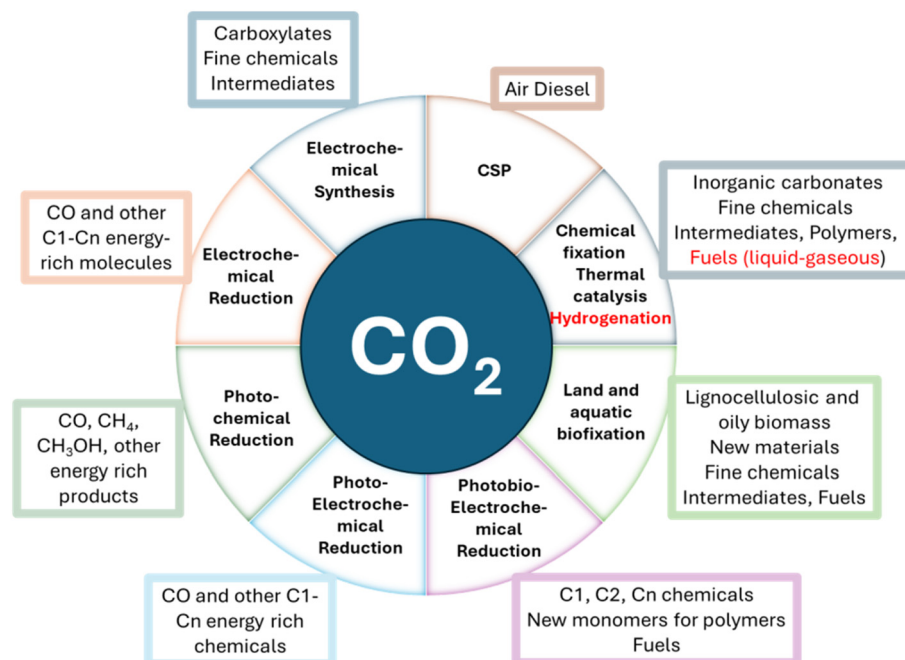 Carboxylates
Fine chemicals
Intermediates
Air Diesel
Electroche-
mical
Synthesis
CSP
Inorganic carbonates
Fine chemicals
Intermediates, Polymers,
Fuels (liquid-gaseous)
CO and other
C1-Cn energy-
rich molecules
Electroche-
mical
Reduction
Chemical
fixation
Thermal
catalysis
Hydrogenation
CO₂
Photo-
chemical
Reduction
Land and
aquatic
biofixation
CO, CH₄,
CH₃OH, other
energy rich
products
Lignocellulosic and
oily biomass
New materials
Fine chemicals
Intermediates, Fuels
Photo-
Electroche-
mical
Reduction
Photobio-
Electroche-
mical
Reduction
CO and other C1-
Cn energy rich
chemicals
C1, C2, Cn chemicals
New monomers for polymers
Fuels